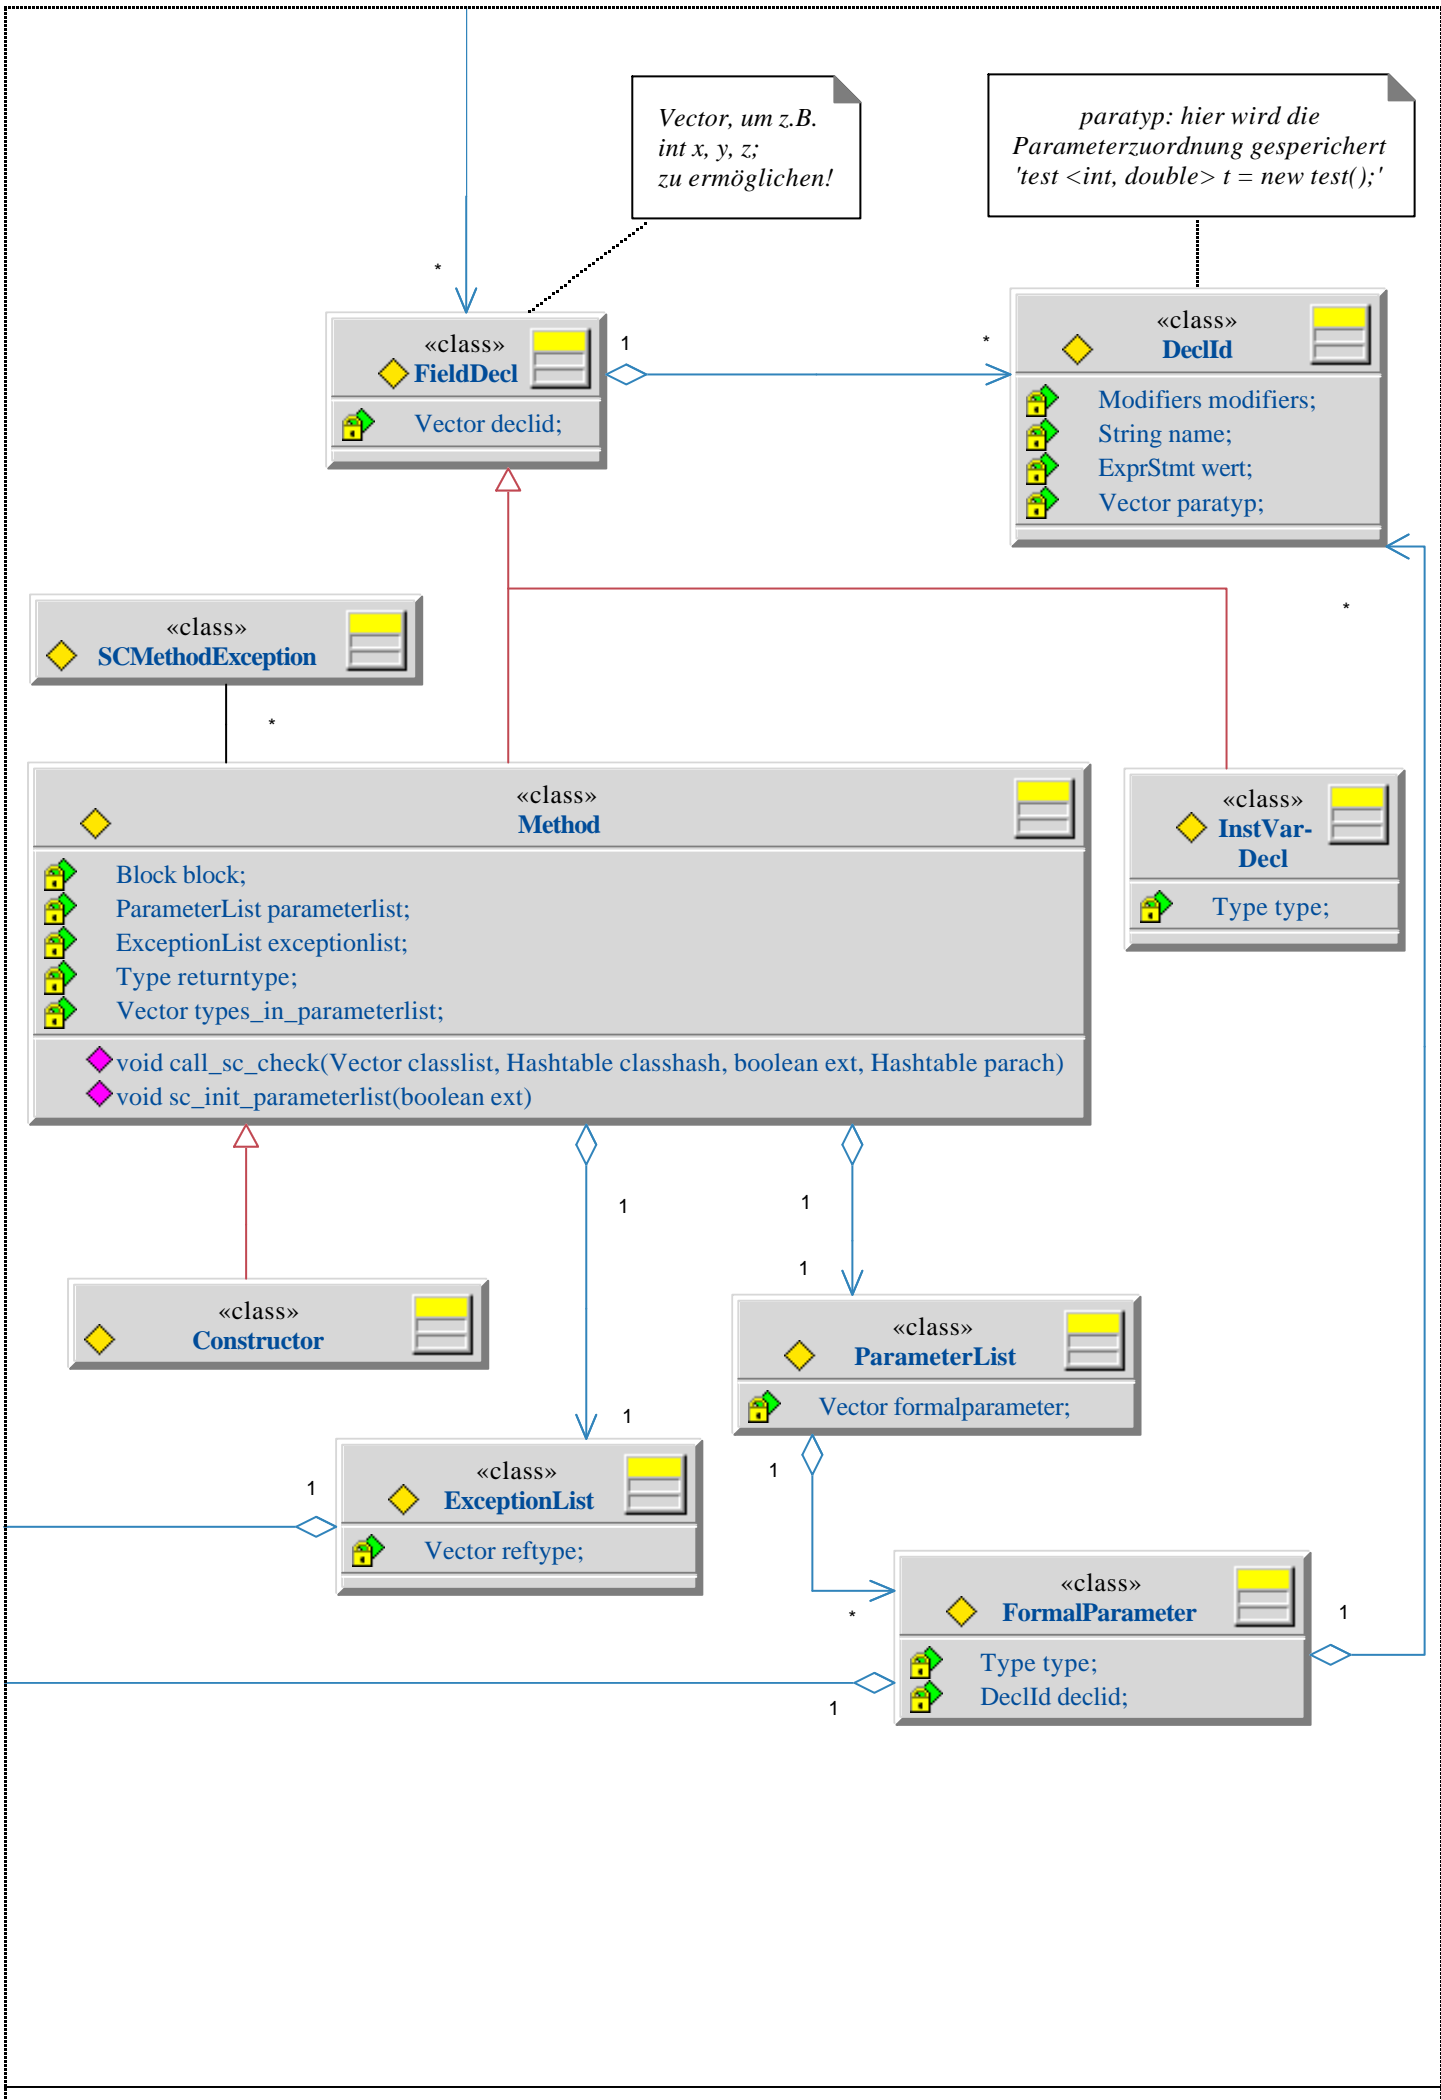 Vector, um z.B.
int x, y, z;
zu ermöglichen!
paratyp: hier wird die
Parameterzuordnung gesperichert
'test <int, double> t = new test();'
*
«class»
FieldDecl
Vector declid;
1
*
«class»
DeclId
Modifiers modifiers;
String name;
ExprStmt wert;
Vector paratyp;
*
«class»
SCMethodException
*
«class»
Method
Block block;
ParameterList parameterlist;
ExceptionList exceptionlist;
Type returntype;
Vector types_in_parameterlist;
void call_sc_check(Vector classlist, Hashtable classhash, boolean ext, Hashtable parach)
void sc_init_parameterlist(boolean ext)
«class»
InstVar-
Decl
Type type;
1
1
1
«class»
Constructor
«class»
ParameterList
Vector formalparameter;
1
1
1
«class»
ExceptionList
Vector reftype;
*
«class»
FormalParameter
Type type;
DeclId declid;
1
1